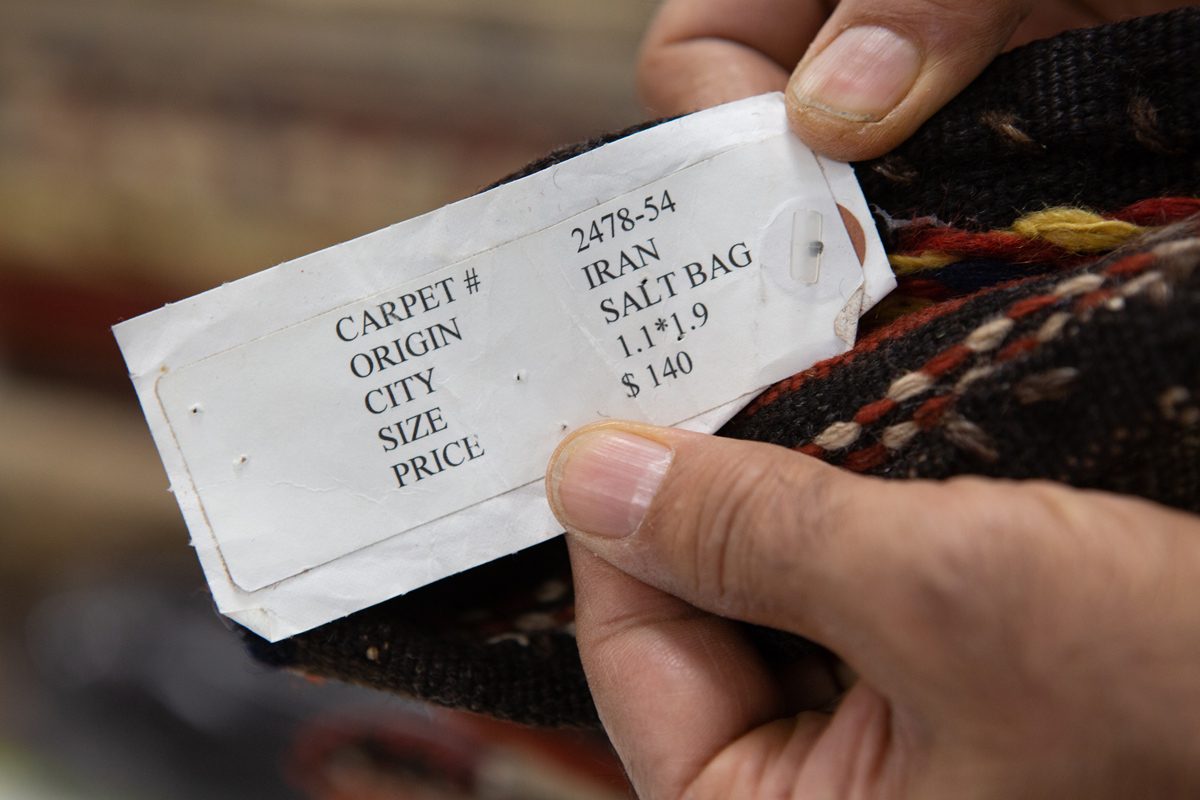 CARPET # 2478-54
ORIGIN IRAN
CITY SALT BAG
SIZE 1.1*1.9
PRICE $ 140